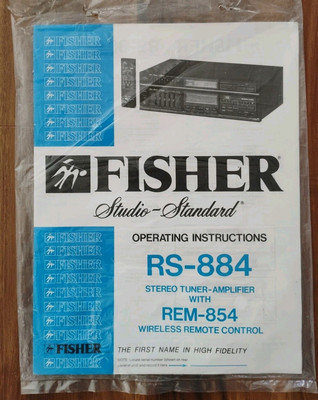 FISHER
FISHER
FISHER
FISHER
FISHER
FISHER
FISHER
FISHER
FISHER
Studio-Standard®
OPERATING INSTRUCTIONS
RS-884
STEREO TUNER-AMPLIFIER
WITH
REM-854
WIRELESS REMOTE CONTROL
FISHER
FISHER
FISHER
FISHER
FISHER
FISHER
FISHER
FISHER
FISHER
THE FIRST NAME IN HIGH FIDELITY